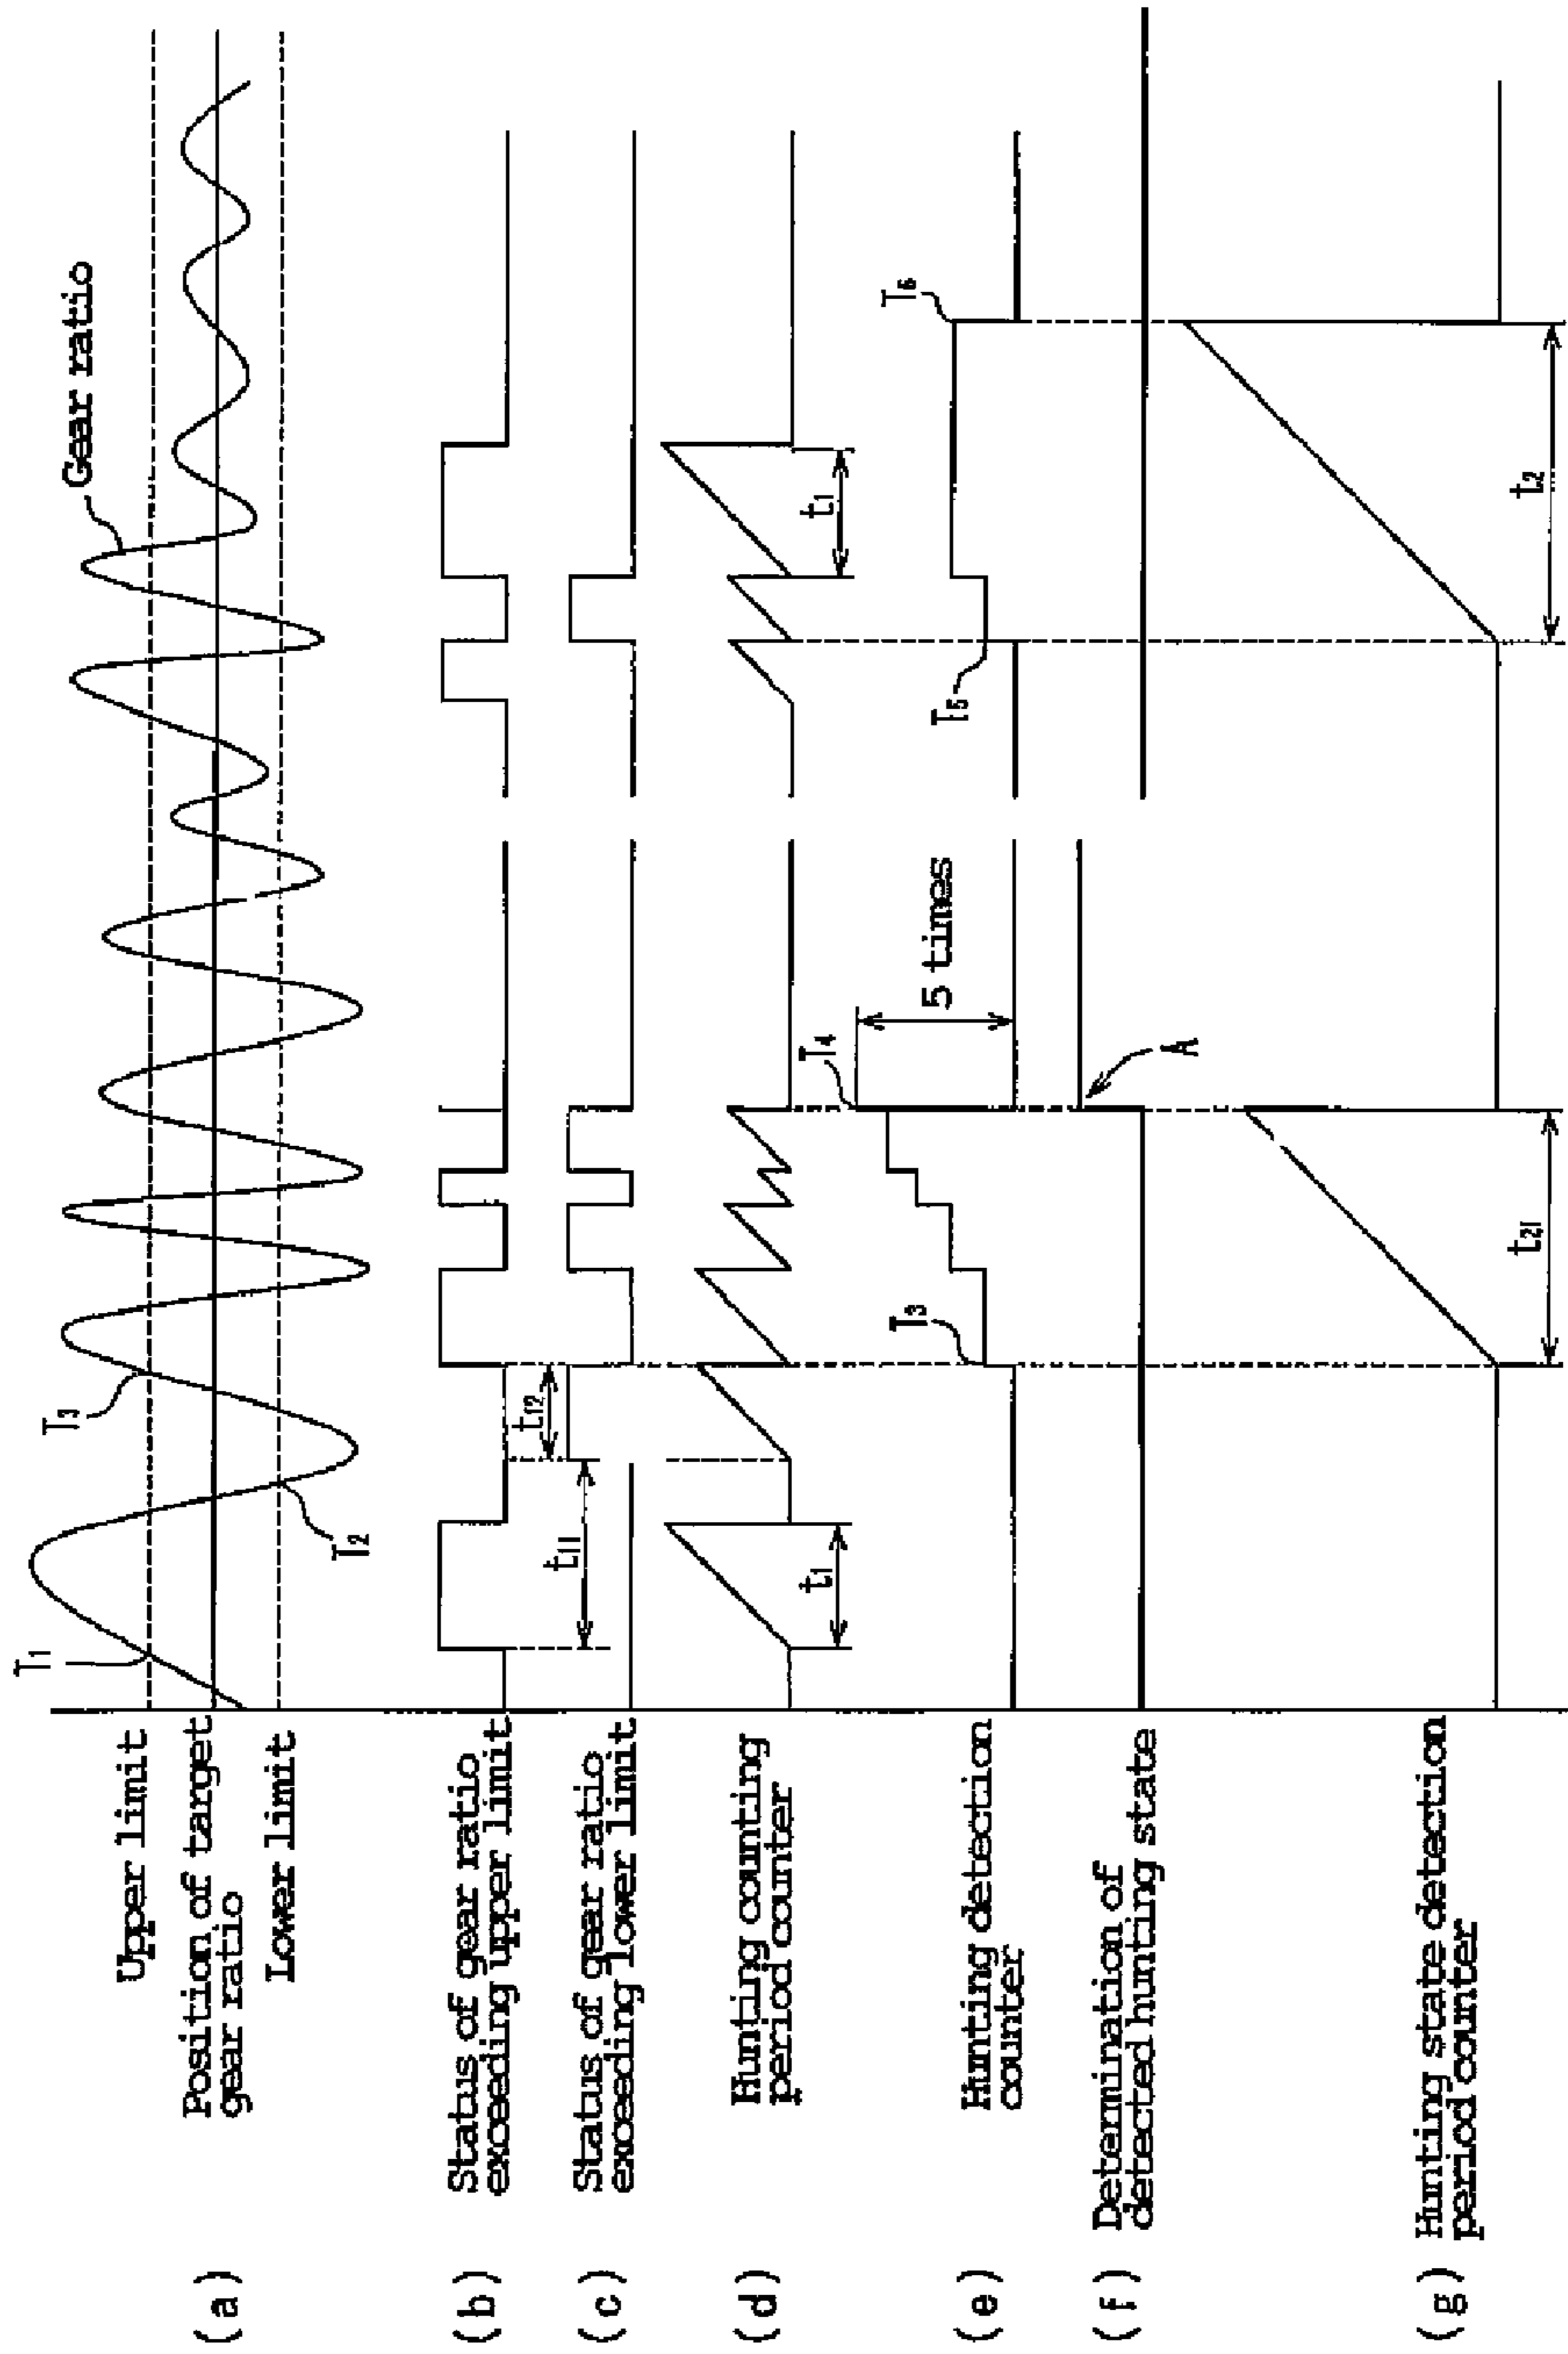 (a)
Upper limit
Position of target
gear ratio
Lower limit
T1
T2
T3
Gear ratio
(b)
Status of gear ratio
exceeding upper limit
(c)
Status of gear ratio
exceeding lower limit
t11
t12
(d)
Hunting counting
period counter
t1
t1
(e)
Hunting detection
counter
T3
T4
5 times
T5
T6
(f)
Determination of
detected hunting state
A
(g)
Hunting state detection
period counter
t21
t2